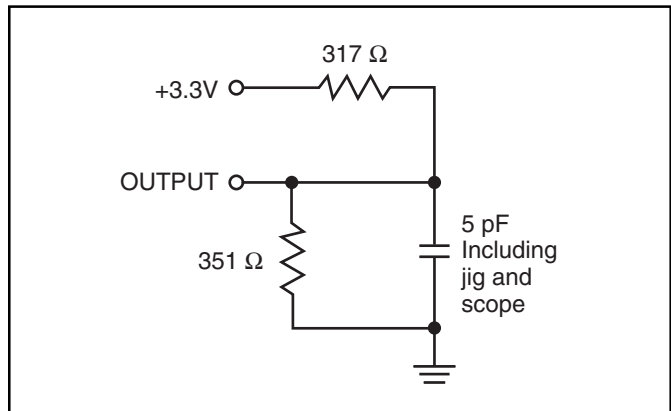 317 Ω
+3.3V
OUTPUT
351 Ω
5 pF
Including
jig and
scope